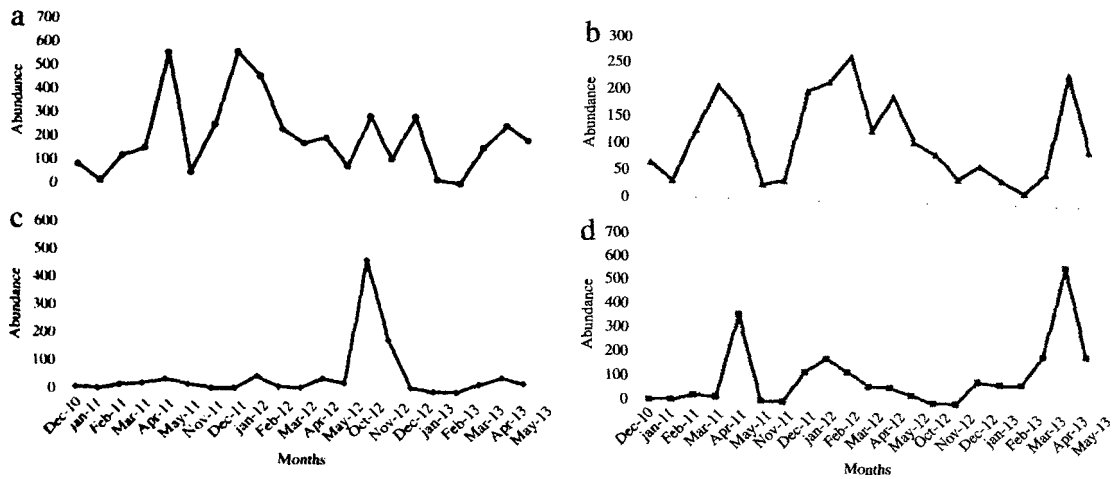 a
700
600
500
400
300
200
100
0
Abundance
b
300
250
200
150
100
50
0
Abundance
c
600
500
400
300
200
100
0
Abundance
Dec-10
jan-11
Feb-11
Mar-11
Apr-11
May-11
Nov-11
Dec-11
jan-12
Feb-12
Mar-12
Apr-12
May-12
Oct-12
Nov-12
Dec-12
jan-13
Feb-13
Mar-13
Apr-13
May-13
Months
d
700
600
500
400
300
200
100
0
Abundance
Dec-10
jan-11
Feb-11
Mar-11
Apr-11
May-11
Nov-11
Dec-11
jan-12
Feb-12
Mar-12
Apr-12
May-12
Oct-12
Nov-12
Dec-12
jan-13
Feb-13
Mar-13
Apr-13
May-13
Months